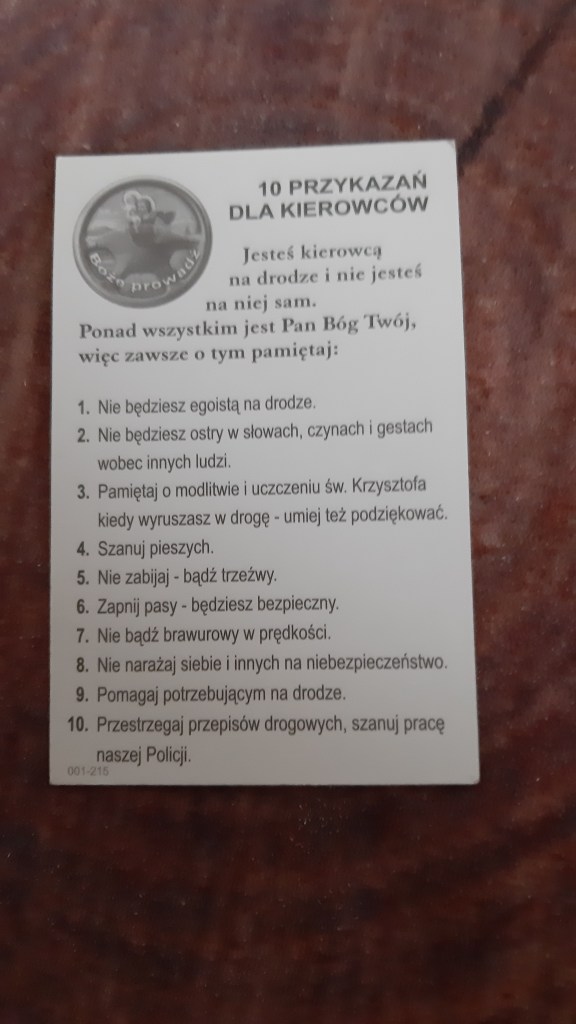 10 PRZYKAZAŃ
DLA KIEROWCÓW
Boże prowadź
Jesteś kierowcą
na drodze i nie jesteś
na niej sam.
Ponad wszystkim jest Pan Bóg Twój,
więc zawsze o tym pamiętaj:
1. Nie będziesz egoistą na drodze.
2. Nie będziesz ostry w słowach, czynach i gestach
wobec innych ludzi.
3. Pamiętaj o modlitwie i uczczeniu św. Krzysztofa
kiedy wyruszasz w drogę - umiej też podziękować.
4. Szanuj pieszych.
5. Nie zabijaj - bądź trzeźwy.
6. Zapnij pasy - będziesz bezpieczny.
7. Nie bądź brawurowy w prędkości.
8. Nie narażaj siebie i innych na niebezpieczeństwo.
9. Pomagaj potrzebującym na drodze.
10. Przestrzegaj przepisów drogowych, szanuj pracę
naszej Policji.
001-215